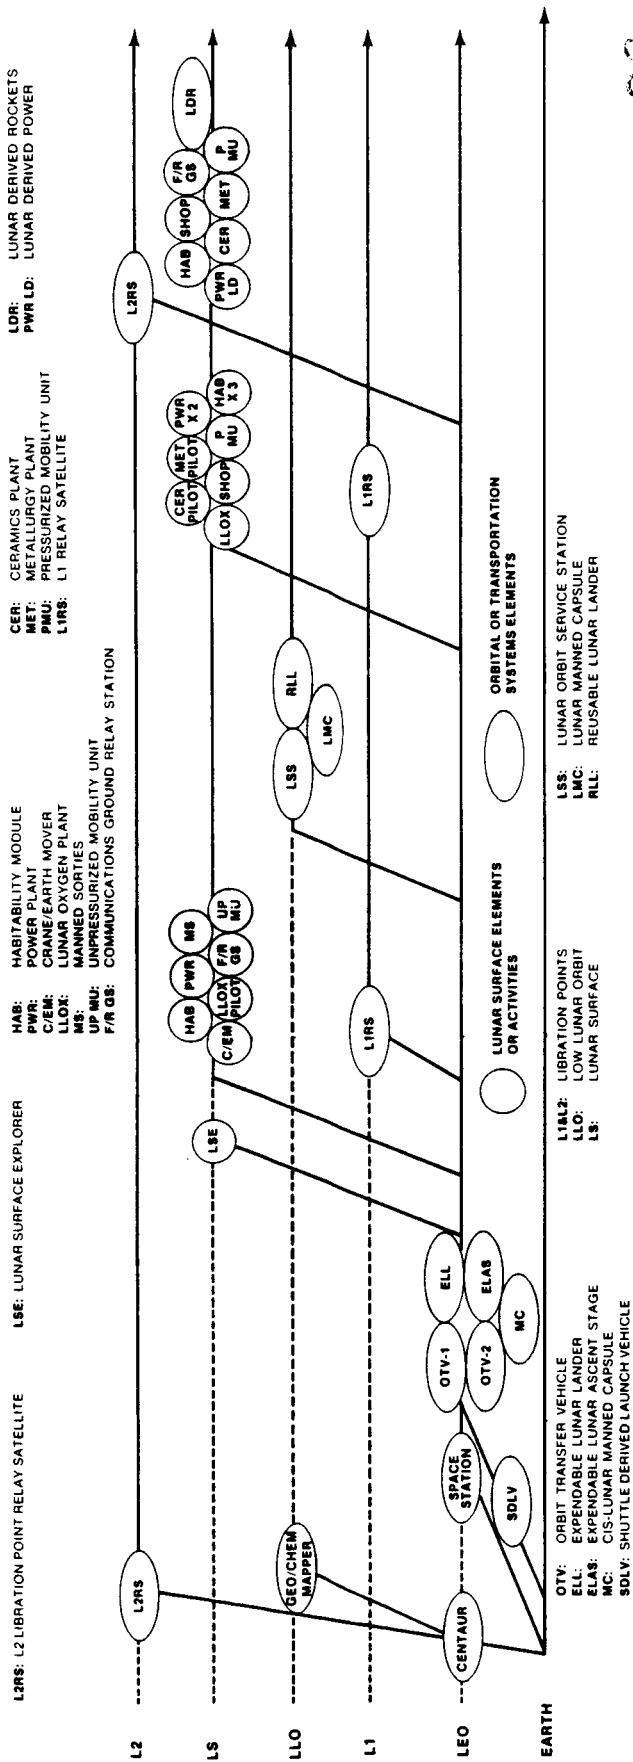 L2RS: L2 LIBRATION POINT RELAY SATELLITE
LSE: LUNAR SURFACE EXPLORER
HAB: HABITABILITY MODULE
PWR: POWER PLANT
C/EM: CRANE/EARTH MOVER
LLOX: LUNAR OXYGEN PLANT
MS: MANNED SORTIES
UP MU: UNPRESSURIZED MOBILITY UNIT
F/R GS: COMMUNICATIONS GROUND RELAY STATION
CER: CERAMICS PLANT
MET: METALLURGY PLANT
PMU: PRESSURIZED MOBILITY UNIT
L1RS: L1 RELAY SATELLITE
LDR: LUNAR DERIVED ROCKETS
PWR LD: LUNAR DERIVED POWER
L2
L2RS
L2RS
LS
LSE
HAB
PWR
MS
C/EM
LLOX
PILOT
F/R
GS
UP
MU
CER
PILOT
MET
PILOT
PWR
X 2
LLOX
SHOP
P
MU
HAB
X 3
HAB
SHOP
F/R
GS
LDR
PWR
LD
CER
MET
P
MU
LLO
GEO/CHEM
MAPPER
LSS
RLL
LMC
L1
L1RS
L1RS
LEO
CENTAUR
SPACE
STATION
SDLV
OTV-1
ELL
OTV-2
ELAS
MC
EARTH
LUNAR SURFACE ELEMENTS
OR ACTIVITIES
ORBITAL OR TRANSPORTATION
SYSTEMS ELEMENTS
OTV: ORBIT TRANSFER VEHICLE
ELL: EXPENDABLE LUNAR LANDER
ELAS: EXPENDABLE LUNAR ASCENT STAGE
MC: CIS-LUNAR MANNED CAPSULE
SDLV: SHUTTLE DERIVED LAUNCH VEHICLE
L1&L2: LIBRATION POINTS
LLO: LOW LUNAR ORBIT
LS: LUNAR SURFACE
LSS: LUNAR ORBIT SERVICE STATION
LMC: LUNAR MANNED CAPSULE
RLL: REUSABLE LUNAR LANDER